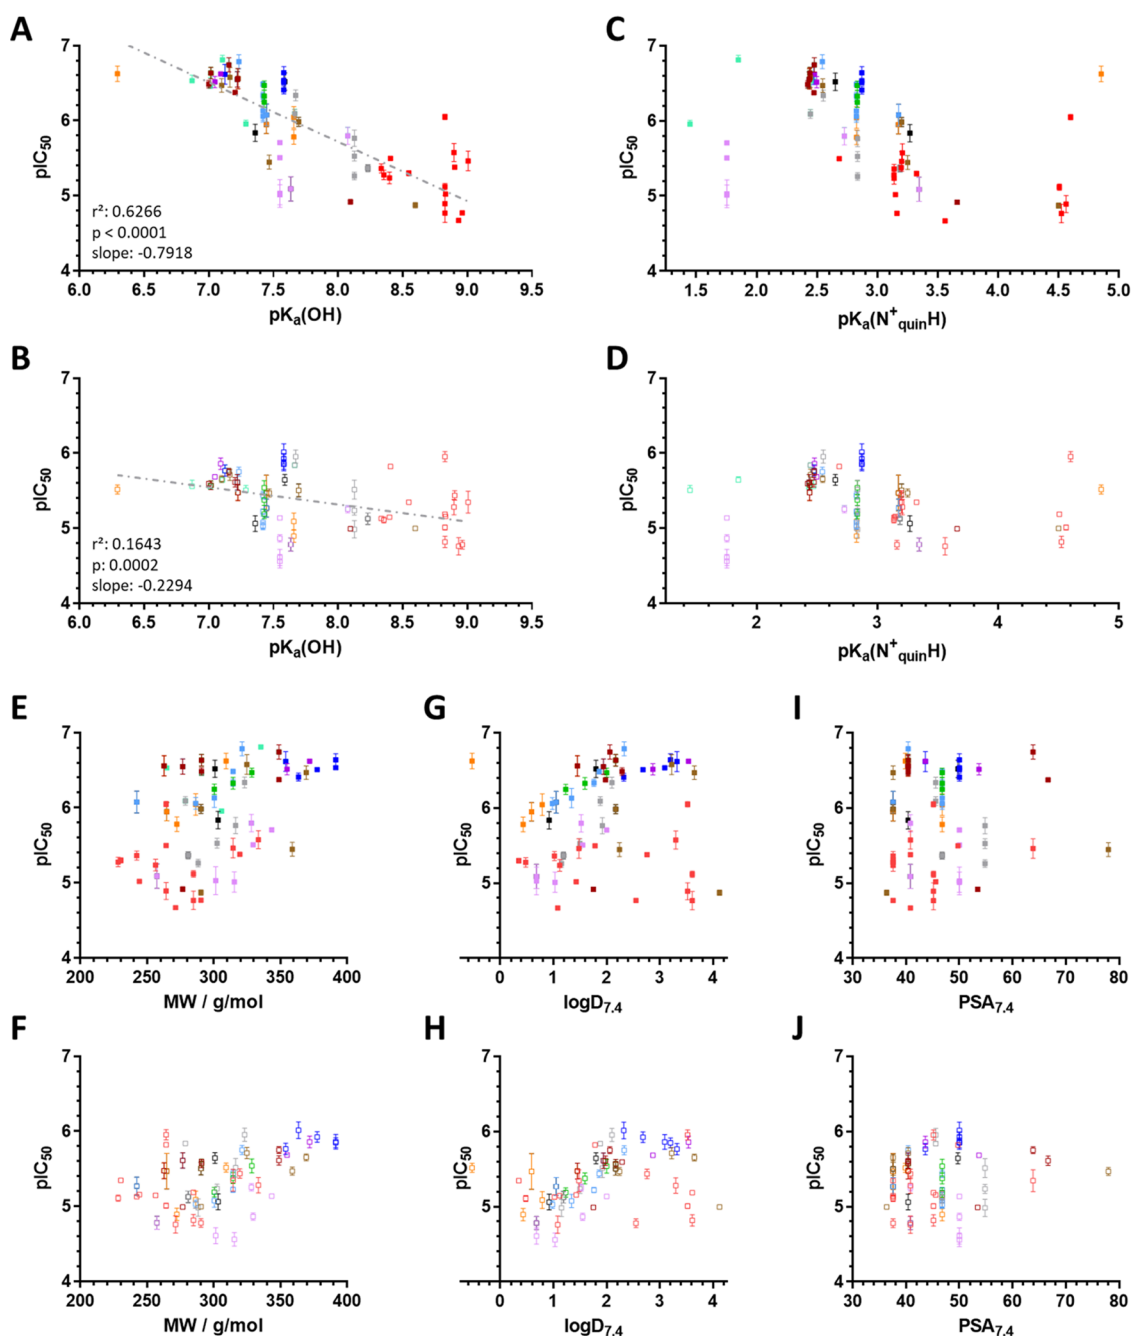 A
pIC50
7
6
5
4
r²: 0.6266
p < 0.0001
slope: -0.7918
6.0 6.5 7.0 7.5 8.0 8.5 9.0 9.5
pKa(OH)
C
pIC50
7
6
5
4
1.5 2.0 2.5 3.0 3.5 4.0 4.5 5.0
pKa(N+quinH)
B
pIC50
7
6
5
4
r²: 0.1643
p: 0.0002
slope: -0.2294
6.0 6.5 7.0 7.5 8.0 8.5 9.0 9.5
pKa(OH)
D
pIC50
7
6
5
4
2 3 4 5
pKa(N+quinH)
E
pIC50
7
6
5
4
200 250 300 350 400
MW / g/mol
G
pIC50
7
6
5
4
0 1 2 3 4
logD7.4
I
pIC50
7
6
5
4
30 40 50 60 70 80
PSA7.4
F
pIC50
7
6
5
4
200 250 300 350 400
MW / g/mol
H
pIC50
7
6
5
4
0 1 2 3 4
logD7.4
J
pIC50
7
6
5
4
30 40 50 60 70 80
PSA7.4